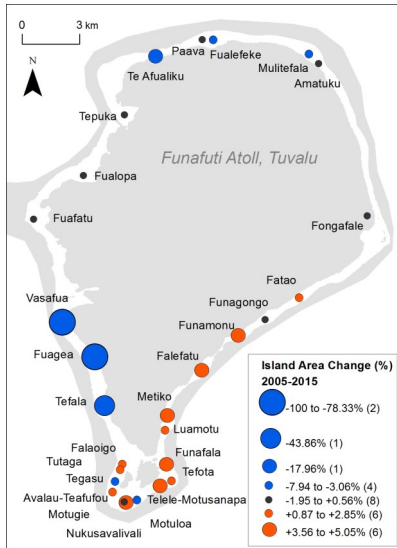 0 3 km
N
Paava
Fualefeke
Te Afualiku
Mulitefala
Amatuku
Tepuka
Funafuti Atoll, Tuvalu
Fualopa
Fuafatu
Fongafale
Fatao
Vasafua
Funagongo
Funamonu
Fuagea
Falefatu
Tefala
Metiko
Luamotu
Falaoigo
Tutaga
Funafala
Tegasu
Tefota
Avalau-Teafufou
Telele-Motusanapa
Motugie
Motuloa
Nukusavalivali
Island Area Change (%)
2005-2015
-100 to -78.33% (2)
-43.86% (1)
-17.96% (1)
-7.94 to -3.06% (4)
-1.95 to +0.56% (8)
+0.87 to +2.85% (6)
+3.56 to +5.05% (6)